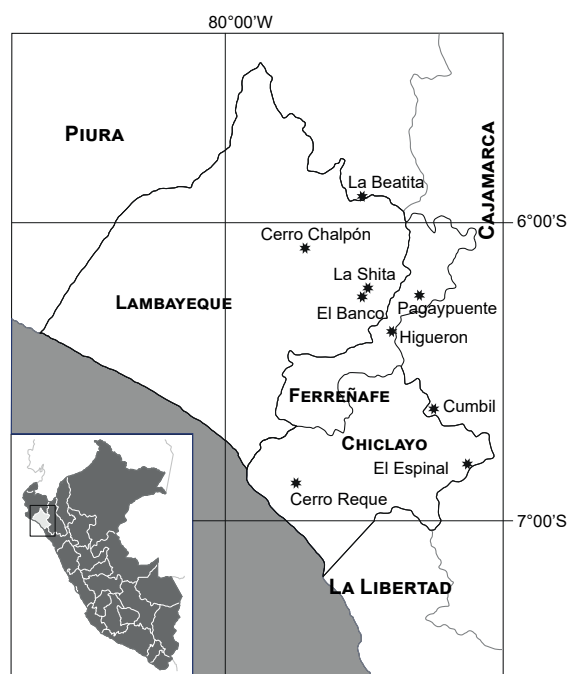 80°00'W
PIURA
CAJAMARCA
La Beatita
6°00'S
Cerro Chalpón
La Shita
LAMBAYEQUE
El Banco
Pagaypuente
Higueron
FERREÑAFE
Cumbil
CHICLAYO
El Espinal
Cerro Reque
7°00'S
LA LIBERTAD